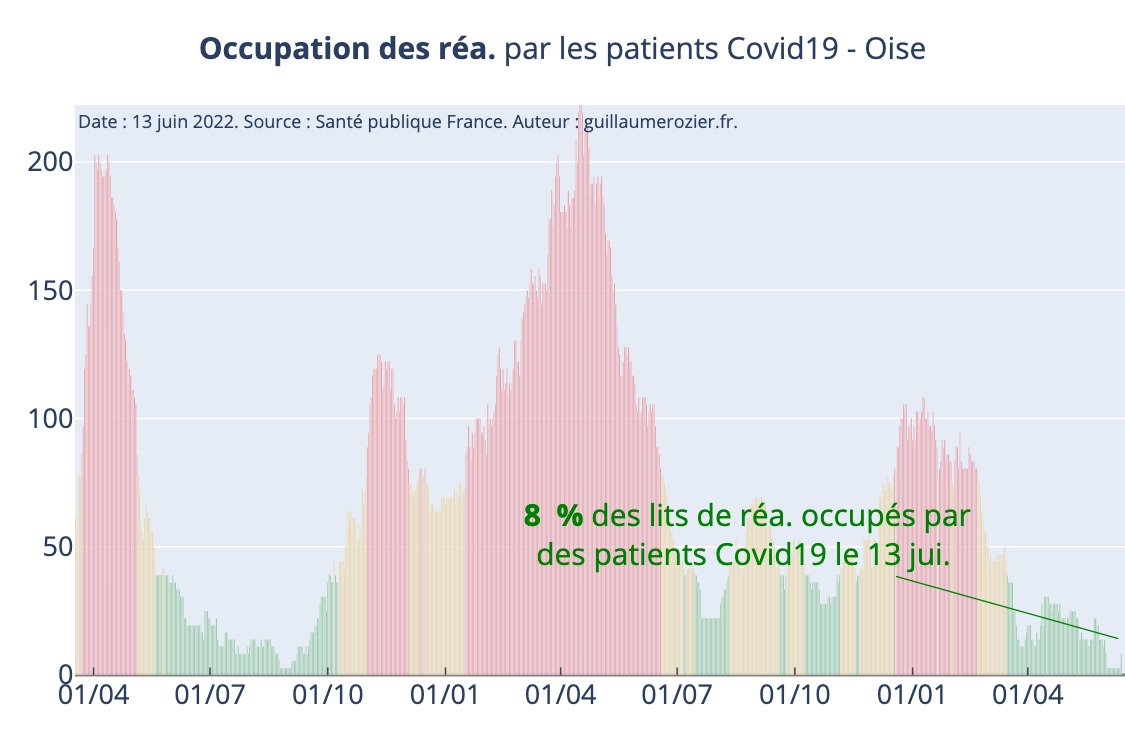 Occupation des réa. par les patients Covid19 - Oise
Date : 13 juin 2022. Source : Santé publique France. Auteur : guillaumerozier.fr.
200
150
100
50
0
8 % des lits de réa. occupés par
des patients Covid19 le 13 jui.
01/04 01/07 01/10 01/01 01/04 01/07 01/10 01/01 01/04